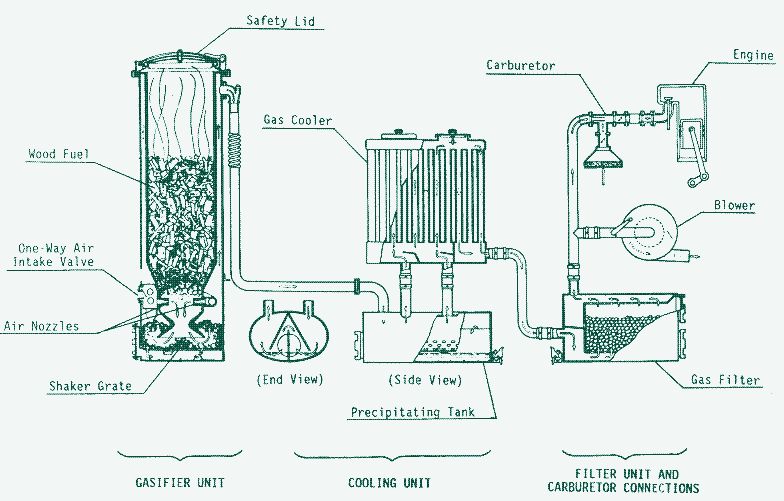 Safety Lid
Engine
Carburetor
Gas Cooler
Wood Fuel
Blower
One-Way Air
Intake Valve
Air Nozzles
(End View)
(Side View)
Shaker Grate
Gas Filter
Precipitating Tank
GASIFIER UNIT
COOLING UNIT
FILTER UNIT AND
CARBURETOR CONNECTIONS